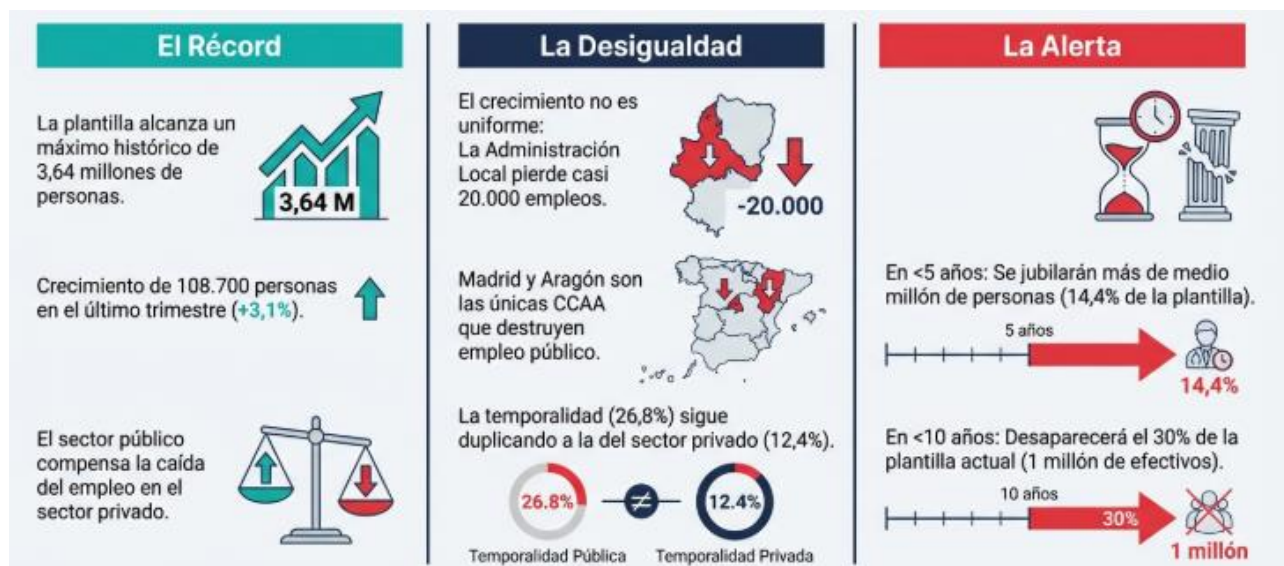 El Récord
La plantilla alcanza un
máximo histórico de
3,64 millones de
personas.
3,64 M
Crecimiento de 108.700 personas
en el último trimestre (+3,1%).
El sector público
compensa la caída
del empleo en el
sector privado.
La Desigualdad
El crecimiento no es
uniforme:
La Administración
Local pierde casi
20.000 empleos.
-20.000
Madrid y Aragón son
las únicas CCAA
que destruyen
empleo público.
La temporalidad (26,8%) sigue
duplicando a la del sector privado (12,4%).
26.8%
≠
12.4%
Temporalidad Pública
Temporalidad Privada
La Alerta
En <5 años: Se jubilarán más de medio
millón de personas (14,4% de la plantilla).
5 años
14,4%
En <10 años: Desaparecerá el 30% de la
plantilla actual (1 millón de efectivos).
10 años
30%
1 millón